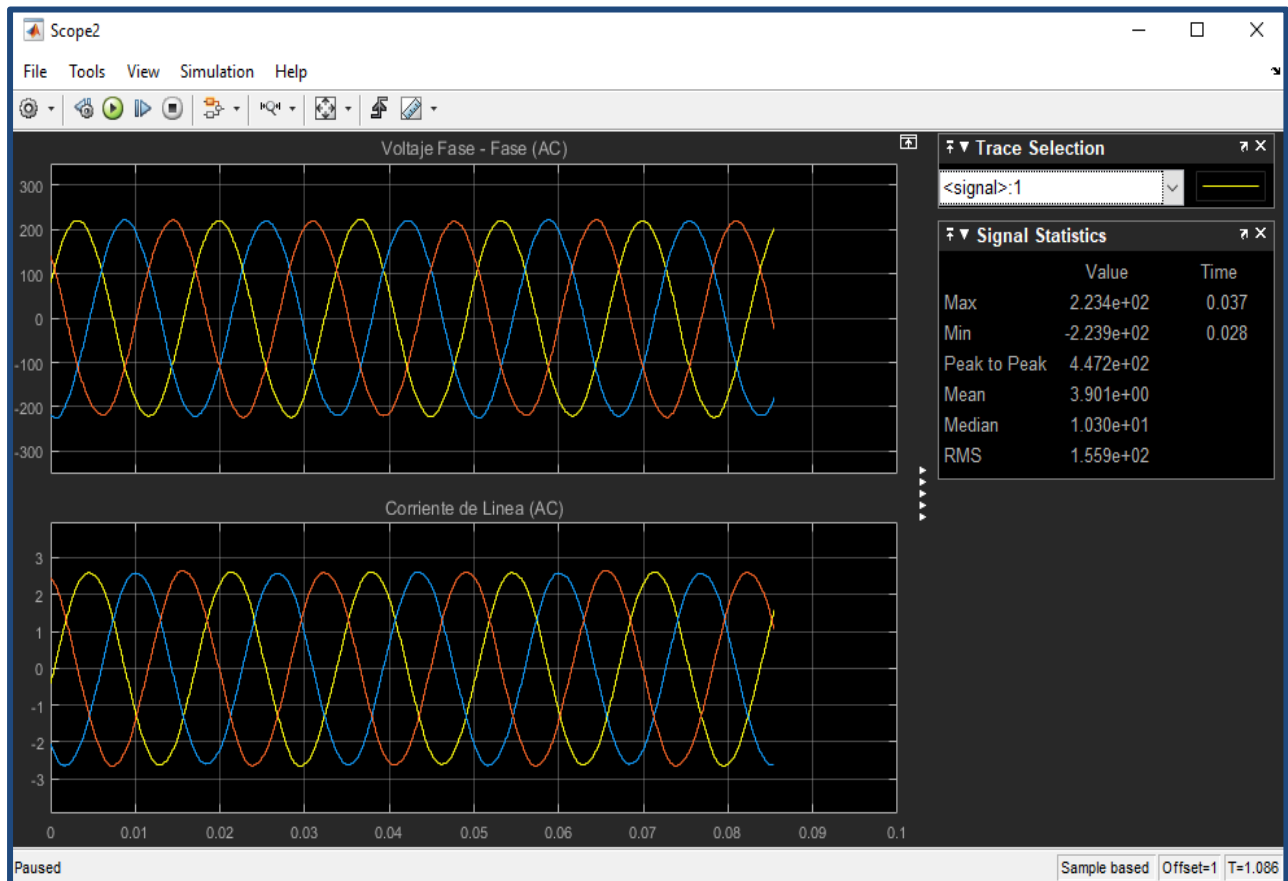 Scope2
File Tools View Simulation Help
Voltaje Fase - Fase (AC)
300
200
100
0
-100
-200
-300
Corriente de Linea (AC)
3
2
1
0
-1
-2
-3
0 0.01 0.02 0.03 0.04 0.05 0.06 0.07 0.08 0.09 0.1
Trace Selection
<signal>:1
Signal Statistics
Value Time
Max 2.234e+02 0.037
Min -2.239e+02 0.028
Peak to Peak 4.472e+02
Mean 3.901e+00
Median 1.030e+01
RMS 1.559e+02
Paused
Sample based Offset=1 T=1.086